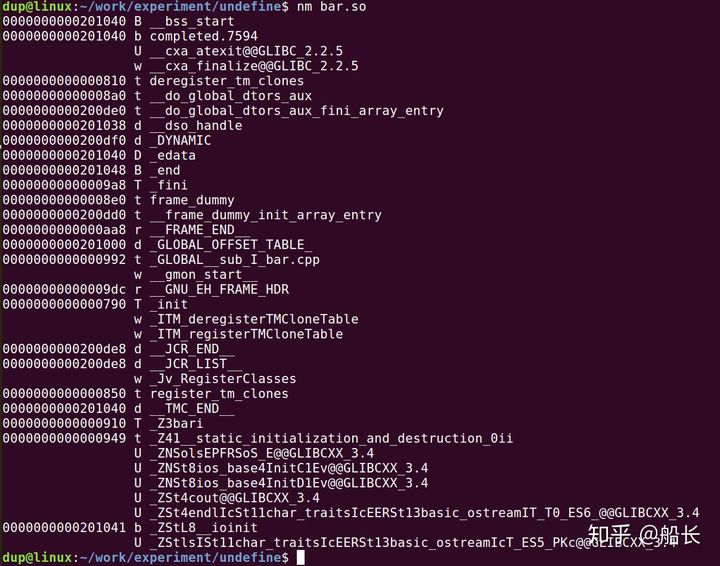 dup@linux:~/work/experiment/undefine$ nm bar.so
0000000000201040 B __bss_start
0000000000201040 b completed.7594
                 U __cxa_atexit@@GLIBC_2.2.5
                 w __cxa_finalize@@GLIBC_2.2.5
0000000000000810 t deregister_tm_clones
00000000000008a0 t __do_global_dtors_aux
0000000000200de0 t __do_global_dtors_aux_fini_array_entry
0000000000201038 d __dso_handle
0000000000200df0 d _DYNAMIC
0000000000201040 D _edata
0000000000201048 B _end
00000000000009a8 T _fini
00000000000008e0 t frame_dummy
0000000000200dd0 t __frame_dummy_init_array_entry
0000000000000aa8 r __FRAME_END__
0000000000201000 d _GLOBAL_OFFSET_TABLE_
0000000000000992 t _GLOBAL__sub_I_bar.cpp
                 w __gmon_start__
00000000000009dc r __GNU_EH_FRAME_HDR
0000000000000790 T _init
                 w _ITM_deregisterTMCloneTable
                 w _ITM_registerTMCloneTable
0000000000200de8 d __JCR_END__
0000000000200de8 d __JCR_LIST__
                 w _Jv_RegisterClasses
0000000000000850 t register_tm_clones
0000000000201040 d __TMC_END__
0000000000000910 T _Z3bari
0000000000000949 t _Z41__static_initialization_and_destruction_0ii
                 U _ZNSolsEPFRSoS_E@@GLIBCXX_3.4
                 U _ZNSt8ios_base4InitC1Ev@@GLIBCXX_3.4
                 U _ZNSt8ios_base4InitD1Ev@@GLIBCXX_3.4
                 U _ZSt4cout@@GLIBCXX_3.4
                 U _ZSt4endlIcSt11char_traitsIcEERSt13basic_ostreamIT_T0_ES6_@@GLIBCXX_3.4
0000000000201041 b _ZStL8__ioinit
                 U _ZStlsISt11char_traitsIcEERSt13basic_ostreamIcT_ES5_PKc@@GLIBCXX_3.4
知乎 @船长
dup@linux:~/work/experiment/undefine$